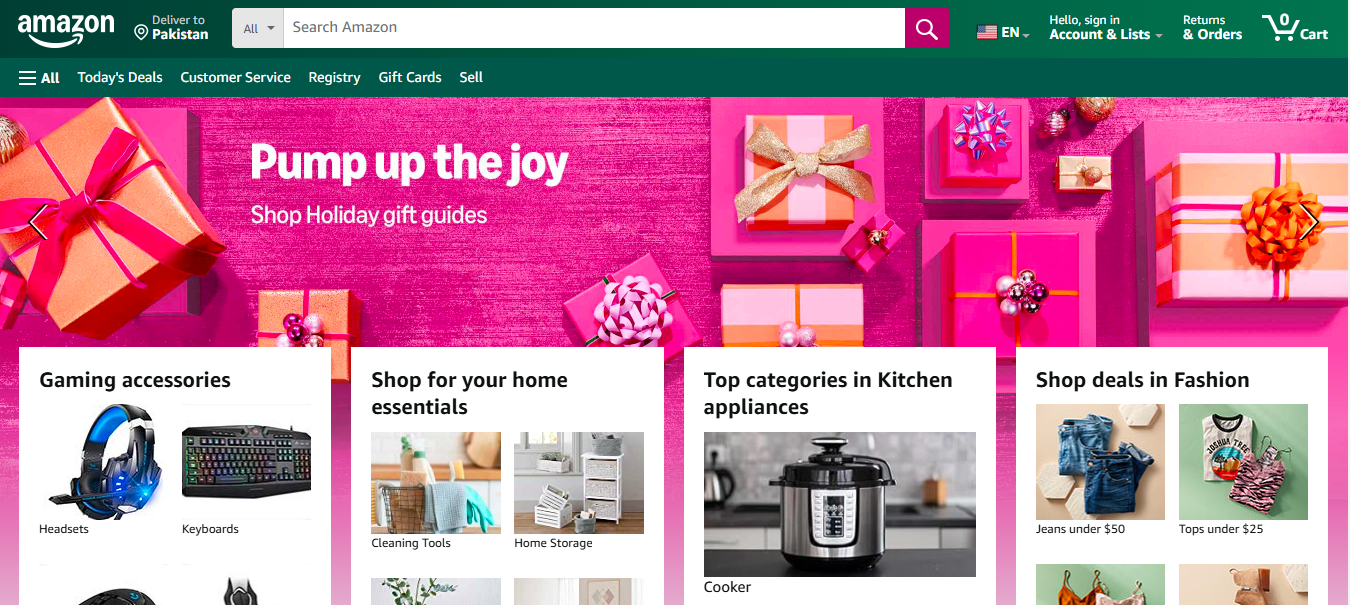 amazon
Deliver to
Pakistan
All
Search Amazon
EN
Hello, sign in
Account & Lists
Returns
& Orders
0
Cart
All
Today's Deals
Customer Service
Registry
Gift Cards
Sell
Pump up the joy
Shop Holiday gift guides
Gaming accessories
Headsets
Keyboards
Shop for your home
essentials
Cleaning Tools
Home Storage
Top categories in Kitchen
appliances
Cooker
Shop deals in Fashion
JOSHUA TREE
Jeans under $50
Tops under $25